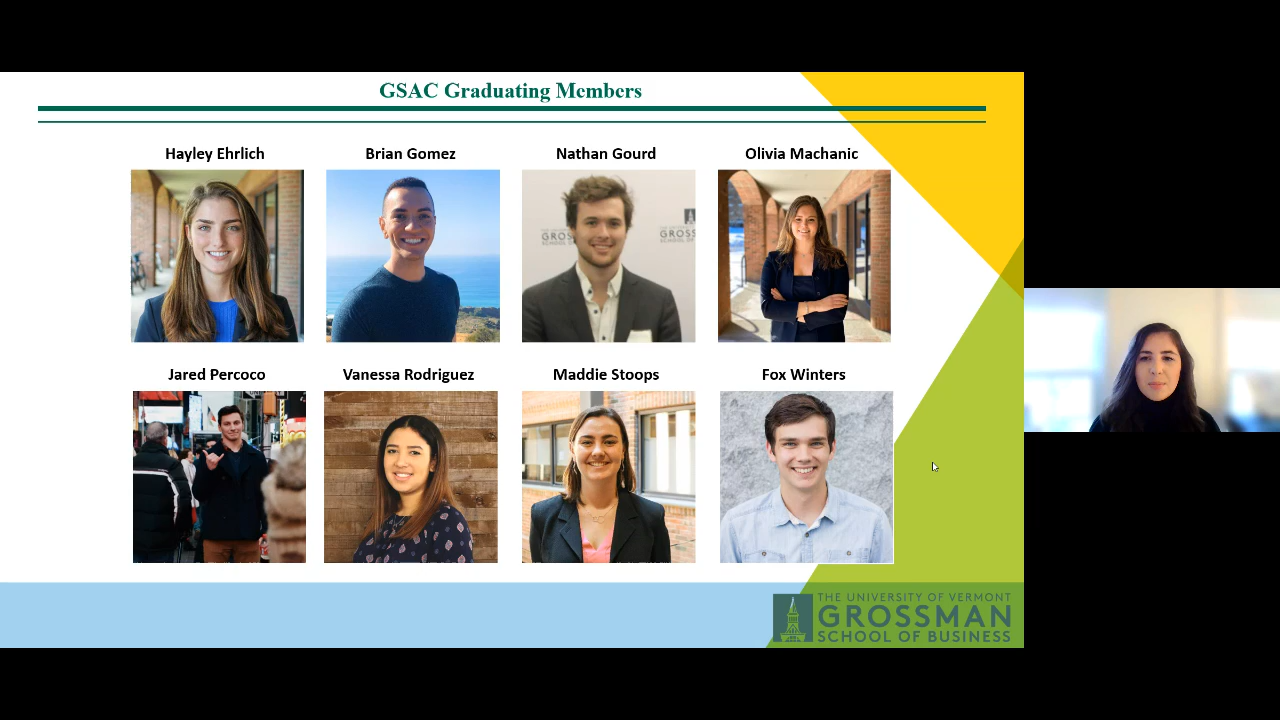 GSAC Graduating Members
Hayley Ehrlich
Brian Gomez
Nathan Gourd
Olivia Machanic
Jared Percoco
Vanessa Rodriguez
Maddie Stoops
Fox Winters
THE UNIVERSITY OF VERMONT
GROSSMAN
SCHOOL OF BUSINESS